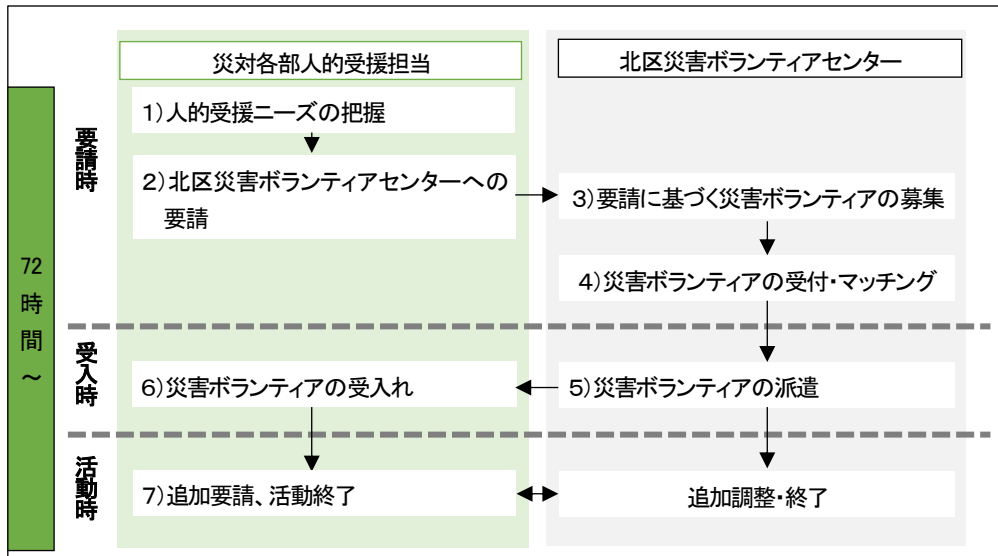 災対各部人的受援担当
北区災害ボランティアセンター
72時間～
要請時
1)人的受援ニーズの把握
2)北区災害ボランティアセンターへの
要請
3)要請に基づく災害ボランティアの募集
4)災害ボランティアの受付・マッチング
受入時
6)災害ボランティアの受入れ
5)災害ボランティアの派遣
活動時
7)追加要請、活動終了
追加調整・終了